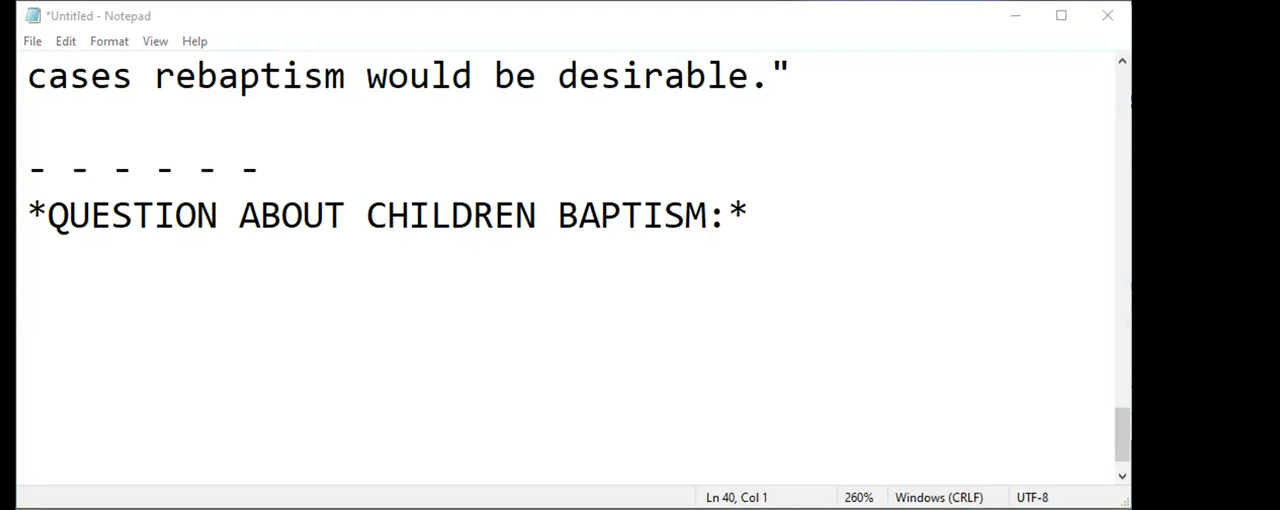 *Untitled - Notepad
File Edit Format View Help
cases rebaptism would be desirable."
- - - - - -
*QUESTION ABOUT CHILDREN BAPTISM:*
Ln 40, Col 1 260% Windows (CRLF) UTF-8